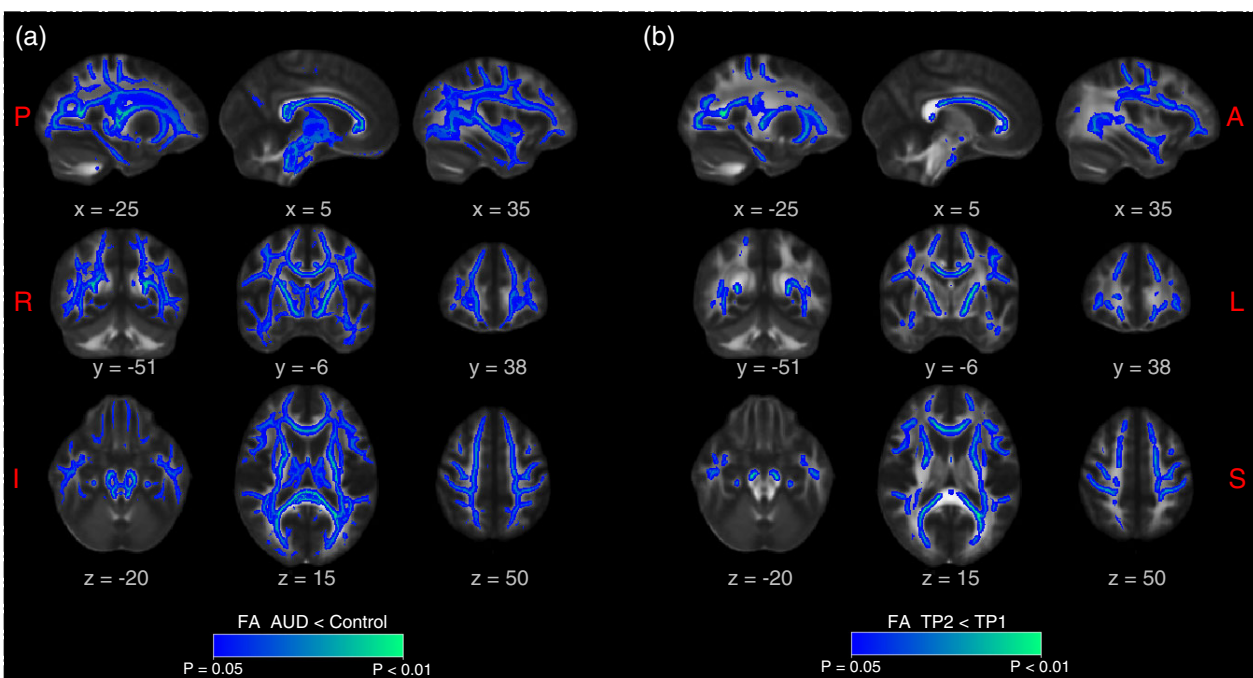 (a) (b)
P A
x = -25 x = 5 x = 35 x = -25 x = 5 x = 35
R L
y = -51 y = -6 y = 38 y = -51 y = -6 y = 38
I S
z = -20 z = 15 z = 50 z = -20 z = 15 z = 50
FA AUD < Control FA TP2 < TP1
P = 0.05 P < 0.01 P = 0.05 P < 0.01